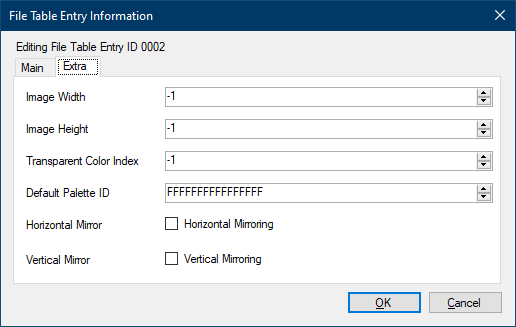 File Table Entry Information
Editing File Table Entry ID 0002
Main Extra
Image Width -1
Image Height -1
Transparent Color Index -1
Default Palette ID FFFFFFFFFFFFFFFF
Horizontal Mirror Horizontal Mirroring
Vertical Mirror Vertical Mirroring
OK Cancel